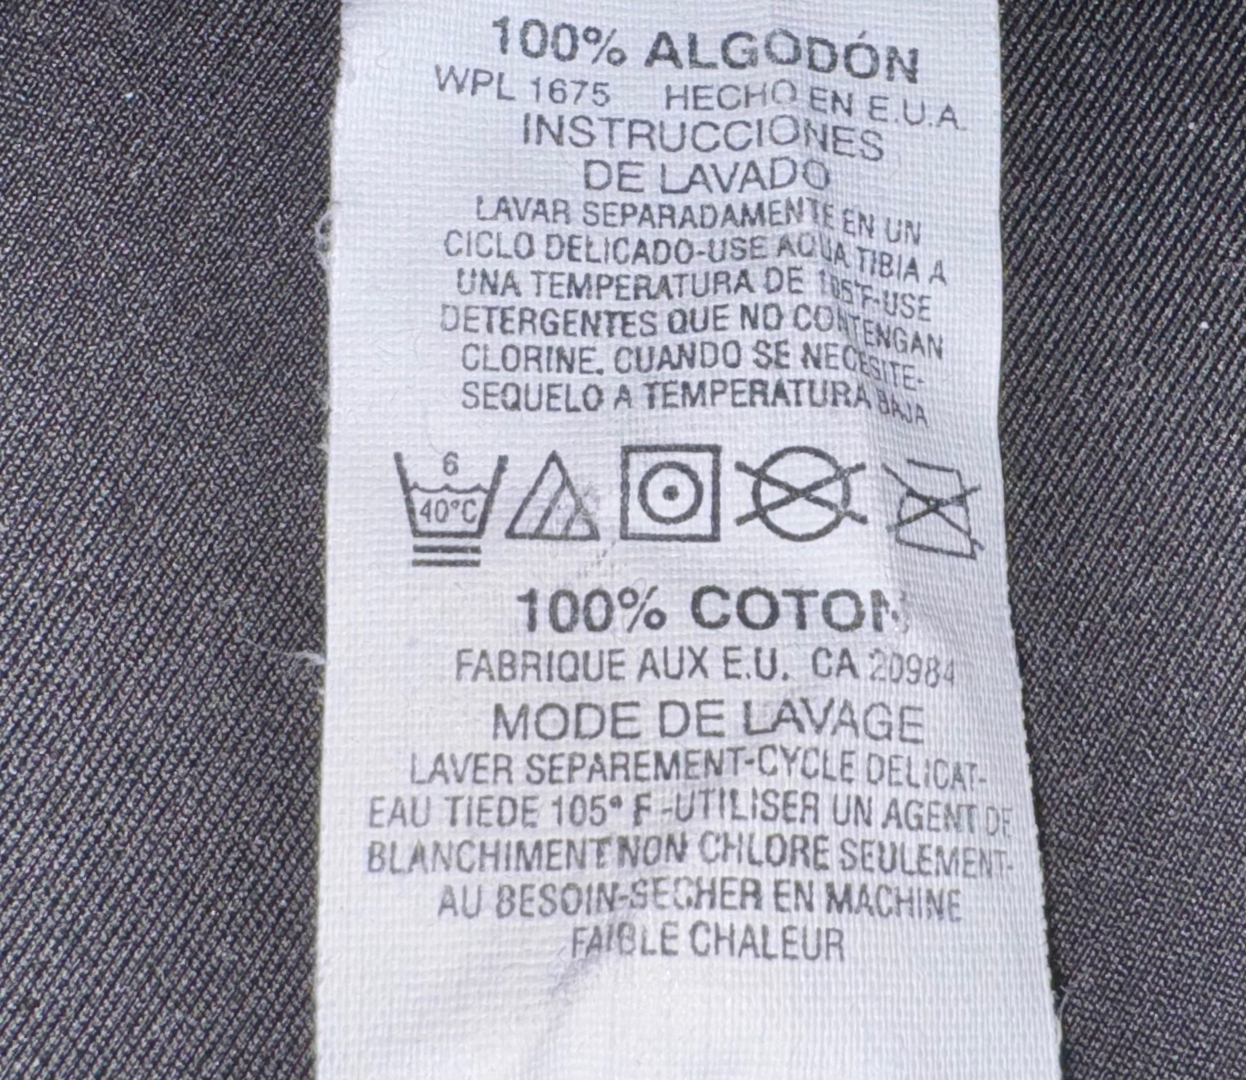 100% ALGODÓN
WPL 1675 HECHO EN E.U.A.
INSTRUCCIONES
DE LAVADO
LAVAR SEPARADAMENTE EN UN
CICLO DELICADO-USE AQUA TIBIA A
UNA TEMPERATURA DE 105°F-USE
DETERGENTES QUE NO CONTENGAN
CLORINE. CUANDO SE NECESITE-
SEQUELO A TEMPERATURA BAJA
6
40°C
100% COTON
FABRIQUE AUX E.U. CA 20984
MODE DE LAVAGE
LAVER SEPAREMENT-CYCLE DELICAT-
EAU TIEDE 105° F-UTILISER UN AGENT DE
BLANCHIMENT NON CHLORE SEULEMENT-
AU BESOIN-SECHER EN MACHINE
FAIBLE CHALEUR